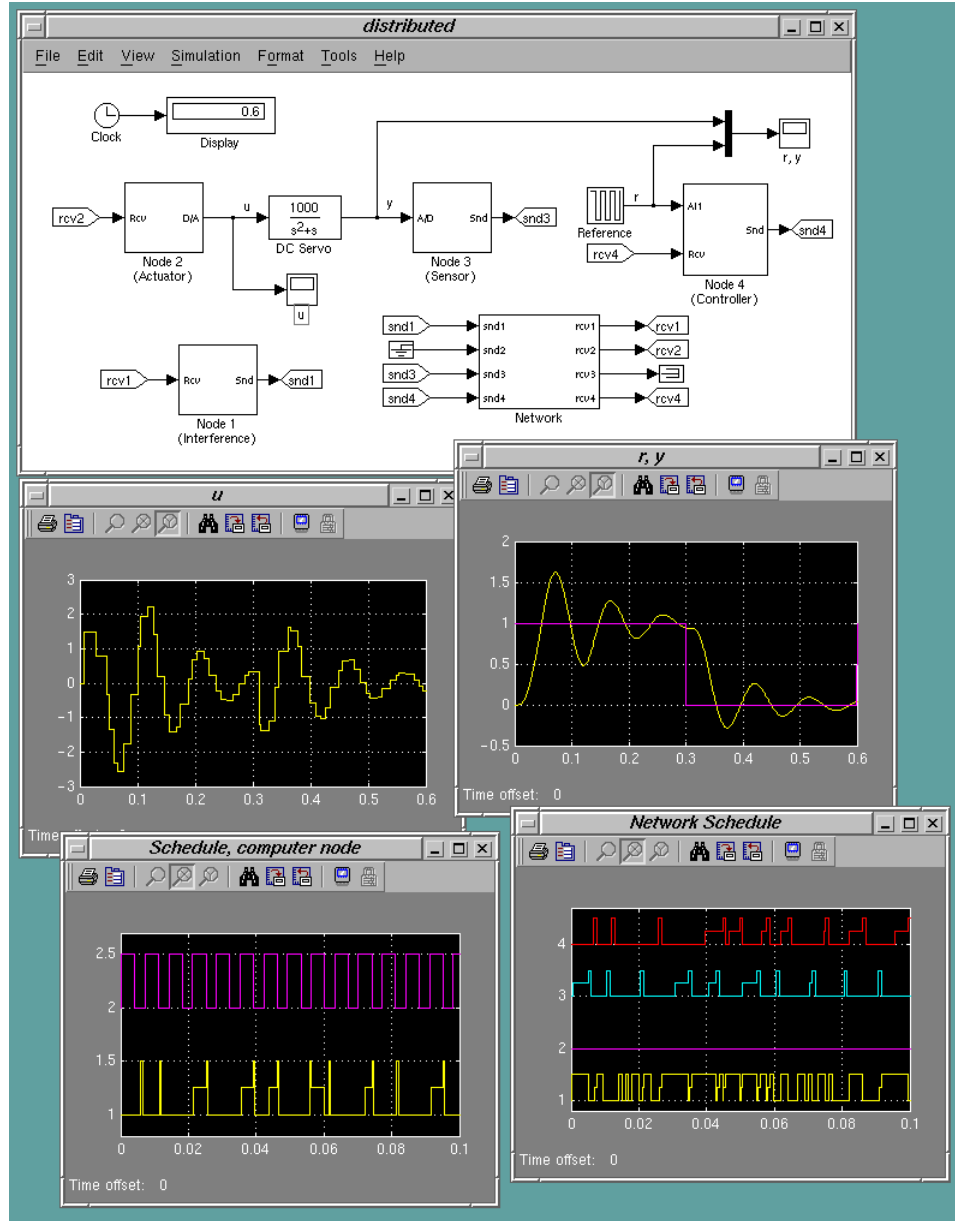 distributed
File Edit View Simulation Format Tools Help
0.6
Clock
Display
r, y
rcv2
Rcv D/A
u
1000
s2+s
y
A/D Snd
snd3
r
AI1
Snd
Rcv
snd4
Reference
rcv4
DC Servo
Node 2
(Actuator)
Node 3
(Sensor)
Node 4
(Controller)
u
snd1
snd1 rcv1
rcv1
snd2 rcv2
rcv2
snd3
snd3 rcv3
snd4
snd4 rcv4
rcv4
Network
rcv1
Rcv Snd
snd1
Node 1
(Interference)
r, y
2
1.5
1
0.5
0
−0.5
0 0.1 0.2 0.3 0.4 0.5 0.6
Time offset: 0
u
3
2
1
0
−1
−2
−3
0 0.1 0.2 0.3 0.4 0.5 0.6
Schedule, computer node
2.5
2
1.5
1
0 0.02 0.04 0.06 0.08 0.1
Time offset: 0
Network Schedule
4
3
2
1
0.02 0.04 0.06 0.08 0.1
Time offset: 0